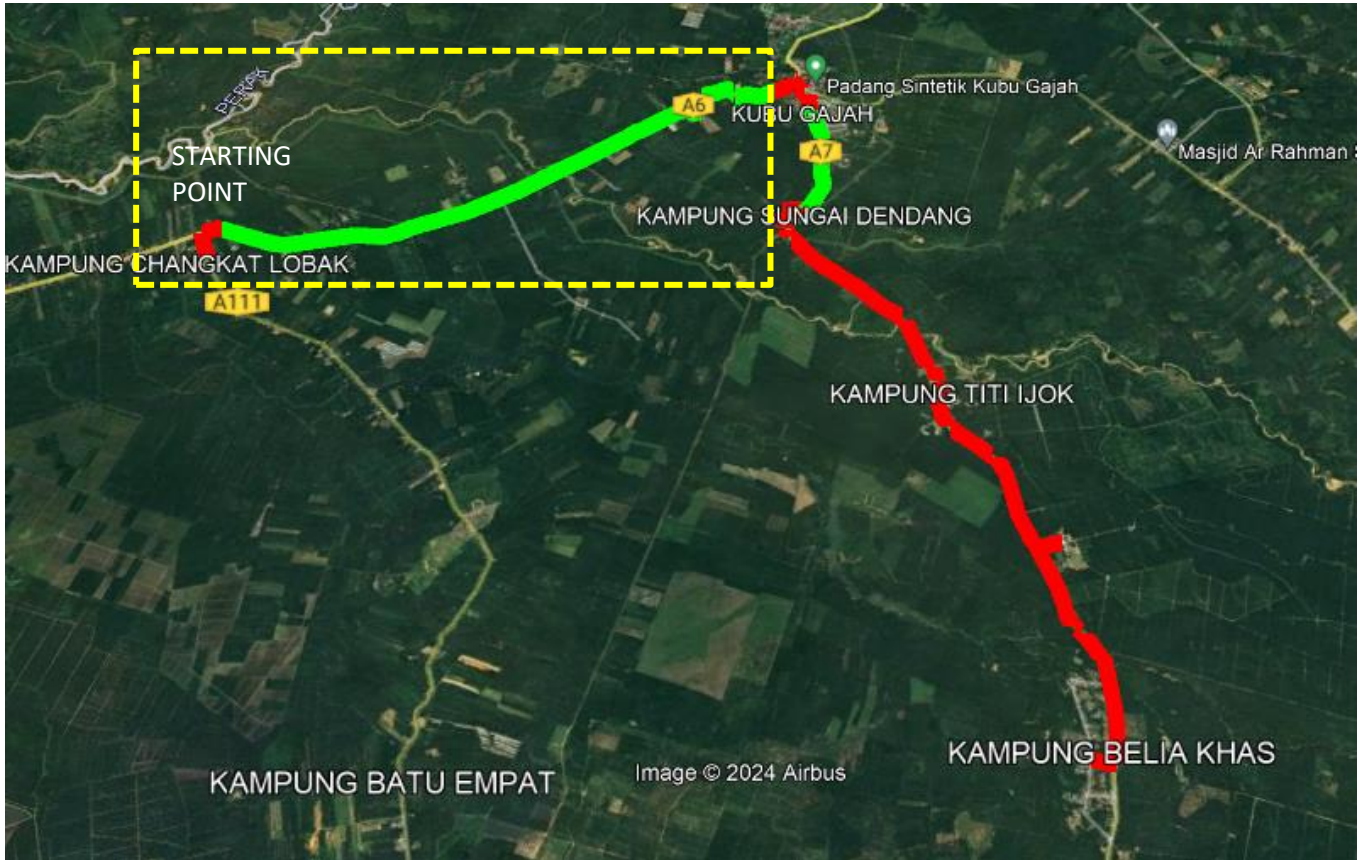 PERAK
STARTING
POINT
A6
KUBU GAJAH
Padang Sintetik Kubu Gajah
A7
Masjid Ar Rahman
KAMPUNG SUNGAI DENDANG
KAMPUNG CHANGKAT LOBAK
A111
KAMPUNG TITI IJOK
KAMPUNG BELIA KHAS
KAMPUNG BATU EMPAT
Image © 2024 Airbus